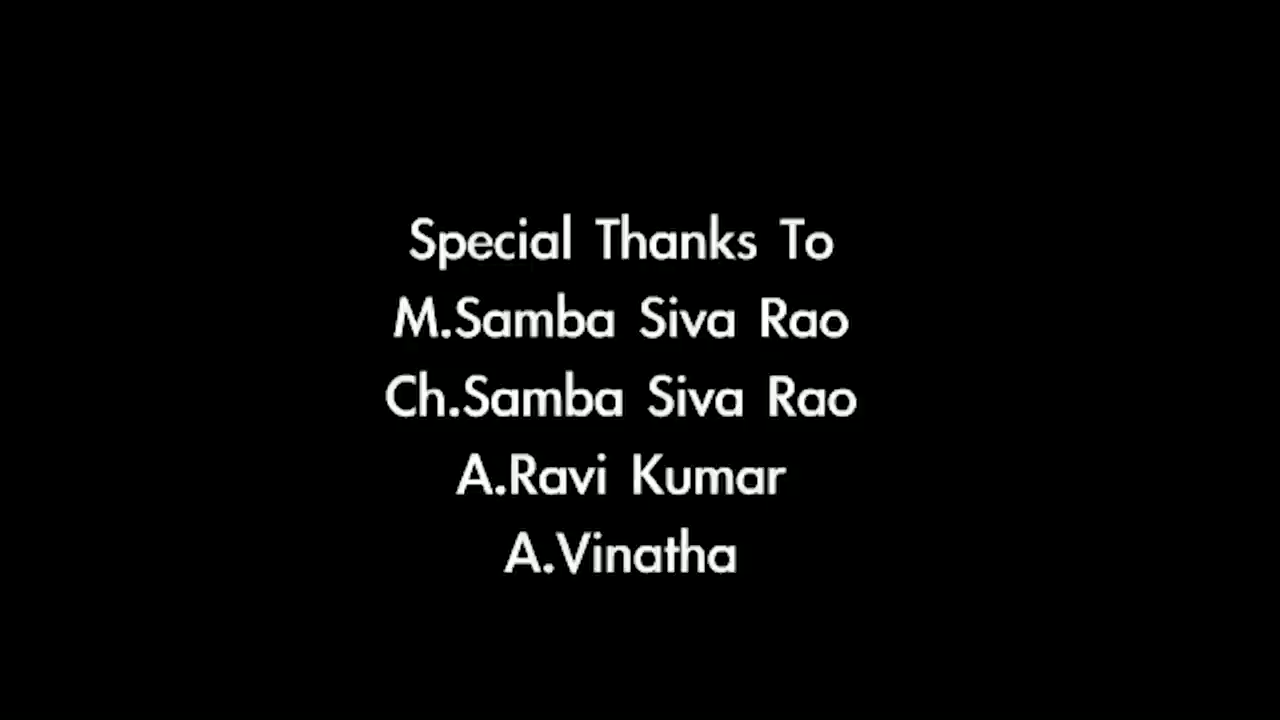 Special Thanks To
M.Samba Siva Rao
Ch.Samba Siva Rao
A.Ravi Kumar
A.Vinatha